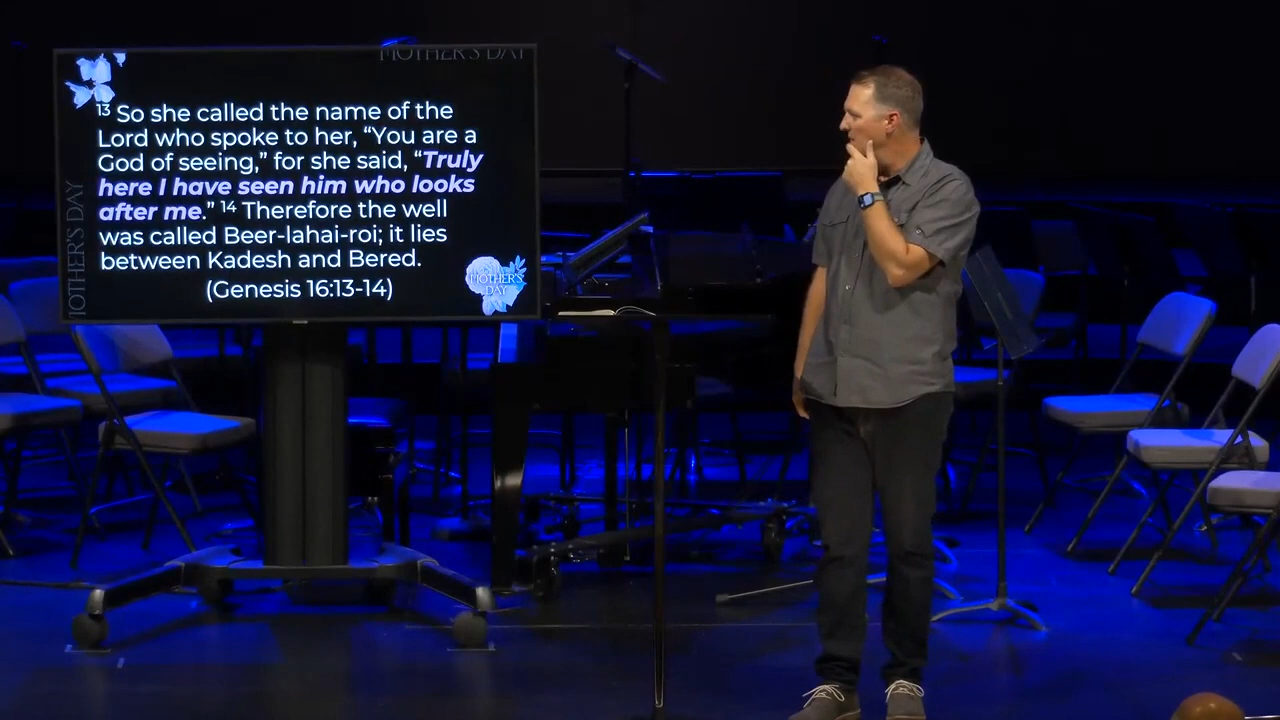 MOTHER'S DAY
¹³ So she called the name of the
Lord who spoke to her, “You are a
God of seeing,” for she said, “Truly
here I have seen him who looks
after me.” ¹⁴ Therefore the well
was called Beer-lahai-roi; it lies
between Kadesh and Bered.
(Genesis 16:13-14)
MOTHER'S DAY
MOTHER'S
DAY